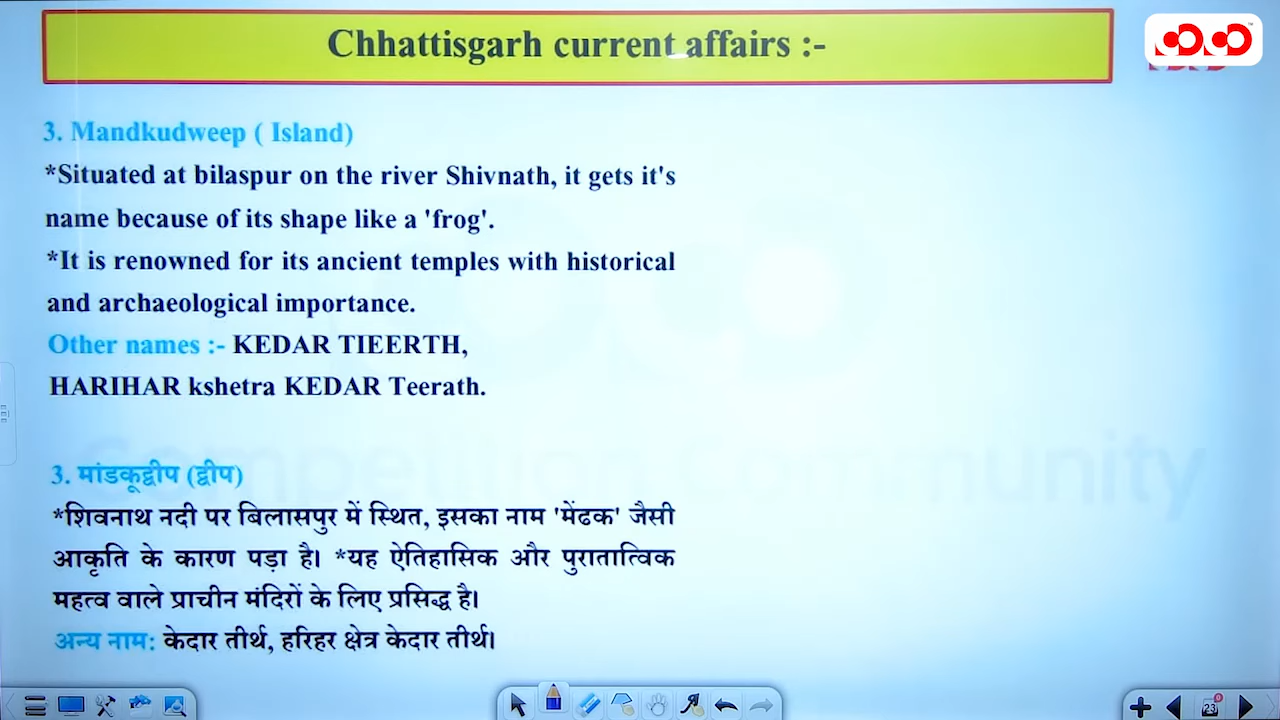 Chhattisgarh current affairs :-
3. Mandkudweep ( Island)
*Situated at bilaspur on the river Shivnath, it gets it's
name because of its shape like a 'frog'.
*It is renowned for its ancient temples with historical
and archaeological importance.
Other names :- KEDAR TIEERTH,
HARIHAR kshetra KEDAR Teerath.
Competition Community
3. मांडकूद्वीप (द्वीप)
*शिवनाथ नदी पर बिलासपुर में स्थित, इसका नाम 'मेंढक' जैसी
आकृति के कारण पड़ा है। *यह ऐतिहासिक और पुरातात्विक
महत्व वाले प्राचीन मंदिरों के लिए प्रसिद्ध है।
अन्य नाम: केदार तीर्थ, हरिहर क्षेत्र केदार तीर्थ।
23